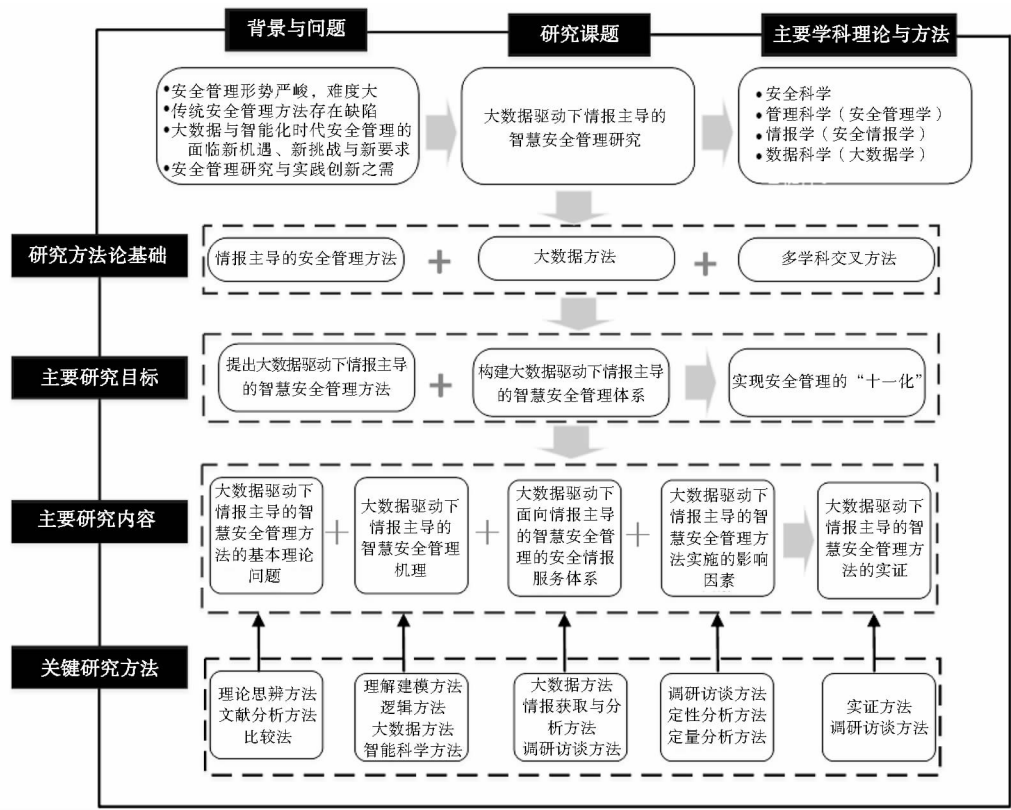 背景与问题
研究课题
主要学科理论与方法
●安全管理形势严峻，难度大
●传统安全管理方法存在缺陷
●大数据与智能化时代安全管理的
面临新机遇、新挑战与新要求
●安全管理研究与实践创新之需
大数据驱动下情报主导的
智慧安全管理研究
●安全科学
●管理科学（安全管理学）
●情报学（安全情报学）
●数据科学（大数据学）
研究方法论基础
情报主导的安全管理方法
+
大数据方法
+
多学科交叉方法
主要研究目标
提出大数据驱动下情报主导
的智慧安全管理方法
+
构建大数据驱动下情报主导
的智慧安全管理体系
实现安全管理的“十一化”
主要研究内容
大数据驱动下
情报主导的智
慧安全管理方
法的基本理论
问题
+
大数据驱动下
情报主导的
智慧安全管理
机理
+
大数据驱动下
面向情报主导
的智慧安全管
理的安全情报
服务体系
+
大数据驱动下
情报主导的智
慧安全管理方
法实施的影响
因素
大数据驱动下
情报主导的智
慧安全管理方
法的实证
关键研究方法
理论思辨方法
文献分析方法
比较法
理解建模方法
逻辑方法
大数据方法
智能科学方法
大数据方法
情报获取与分
析方法
调研访谈方法
调研访谈方法
定性分析方法
定量分析方法
实证方法
调研访谈方法